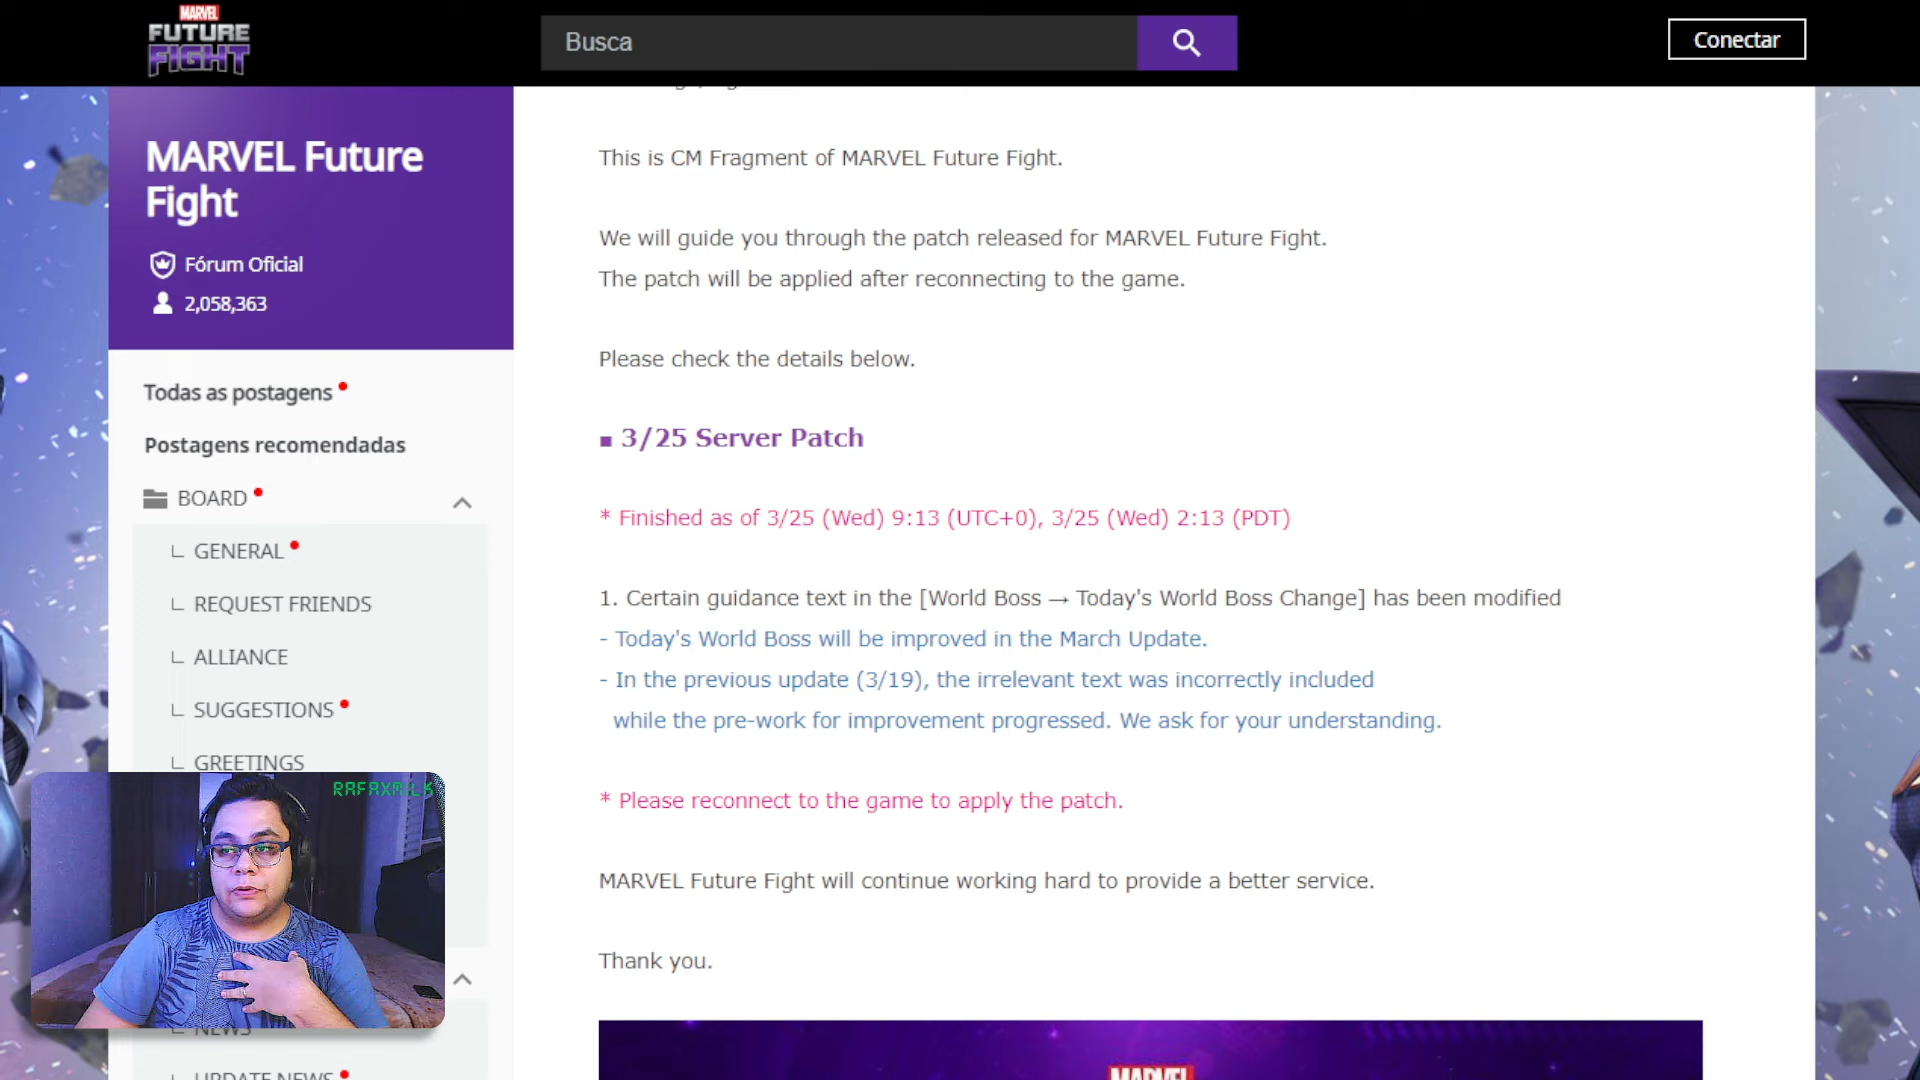 MARVEL
FUTURE
FIGHT
Busca
Conectar
MARVEL Future
Fight
Fórum Oficial
2,058,363
Todas as postagens
Postagens recomendadas
BOARD
GENERAL
REQUEST FRIENDS
ALLIANCE
SUGGESTIONS
GREETINGS
RAFAXMILK
NEWS
UPDATE NEWS
This is CM Fragment of MARVEL Future Fight.
We will guide you through the patch released for MARVEL Future Fight.
The patch will be applied after reconnecting to the game.
Please check the details below.
■ 3/25 Server Patch
* Finished as of 3/25 (Wed) 9:13 (UTC+0), 3/25 (Wed) 2:13 (PDT)
1. Certain guidance text in the [World Boss → Today's World Boss Change] has been modified
- Today's World Boss will be improved in the March Update.
- In the previous update (3/19), the irrelevant text was incorrectly included
while the pre-work for improvement progressed. We ask for your understanding.
* Please reconnect to the game to apply the patch.
MARVEL Future Fight will continue working hard to provide a better service.
Thank you.
MARVEL